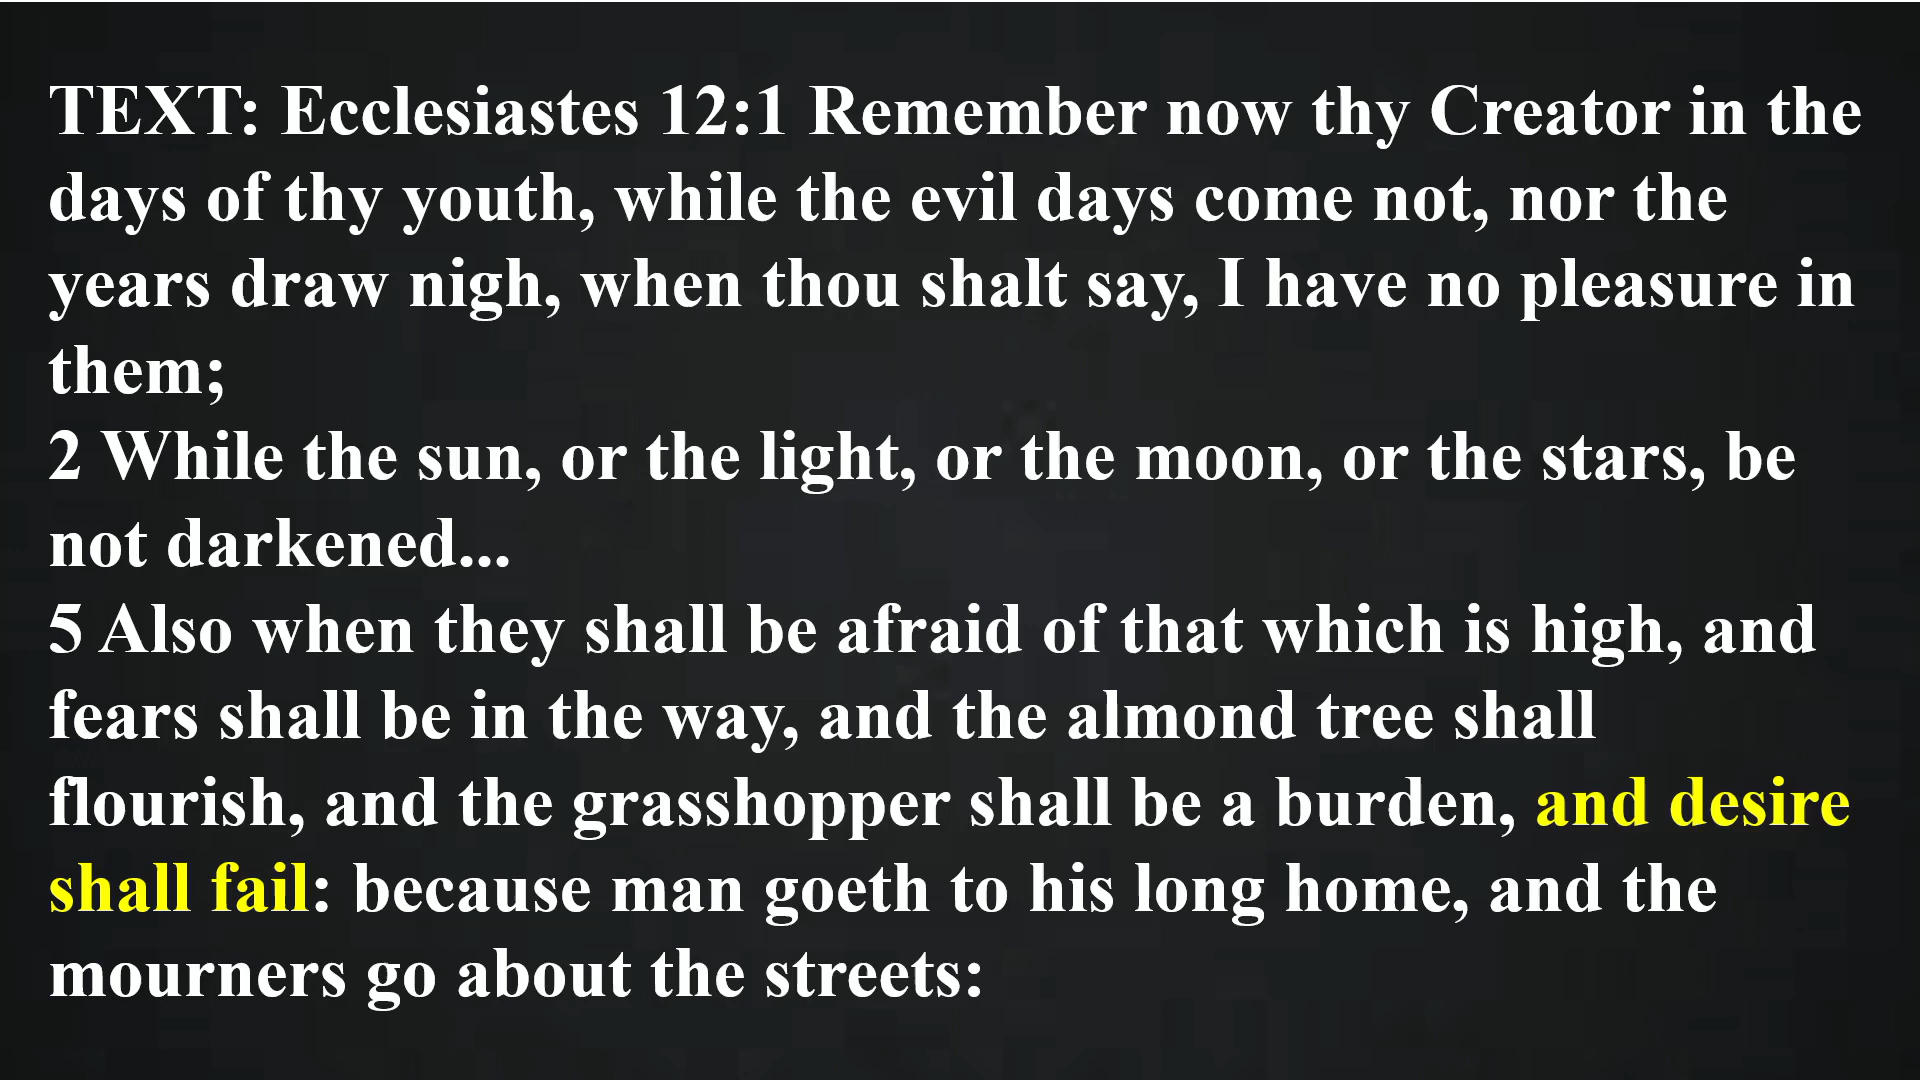 TEXT: Ecclesiastes 12:1 Remember now thy Creator in the
days of thy youth, while the evil days come not, nor the
years draw nigh, when thou shalt say, I have no pleasure in
them;
2 While the sun, or the light, or the moon, or the stars, be
not darkened...
5 Also when they shall be afraid of that which is high, and
fears shall be in the way, and the almond tree shall
flourish, and the grasshopper shall be a burden, and desire
shall fail: because man goeth to his long home, and the
mourners go about the streets: